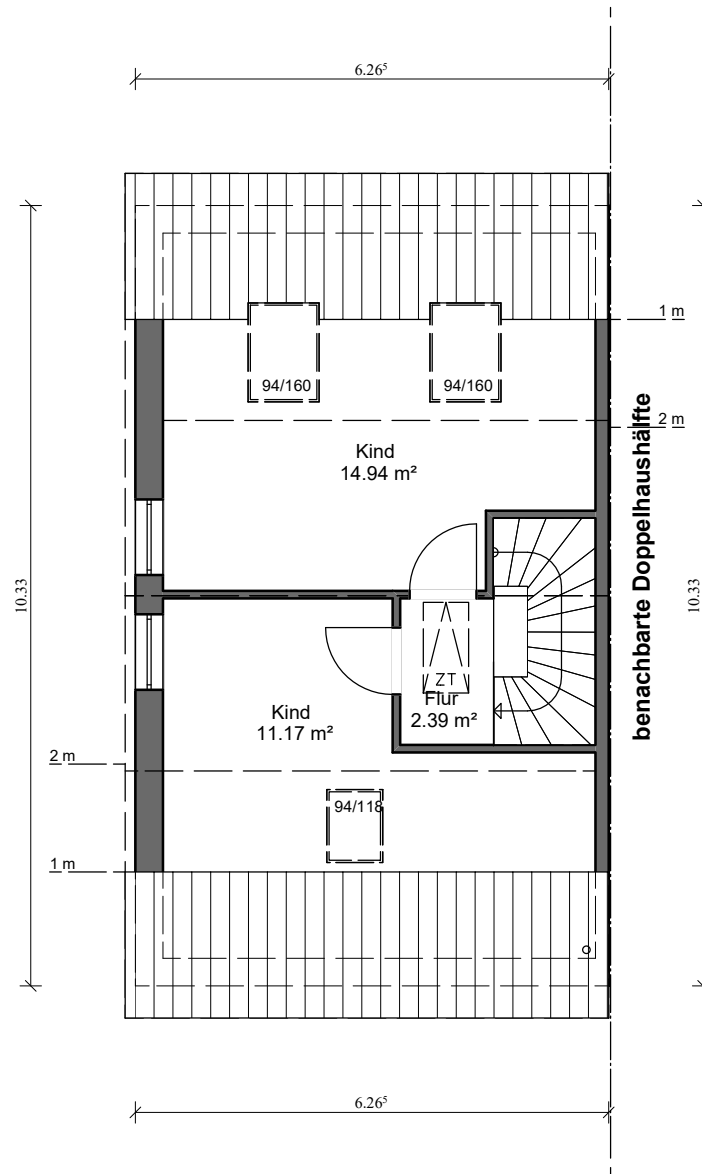 6.26⁵
1 m
94/160
94/160
2 m
Kind
14.94 m²
benachbarte Doppelhaushälfte
10.33
10.33
ZT
Flur
2.39 m²
Kind
11.17 m²
2 m
94/118
1 m
6.26⁵